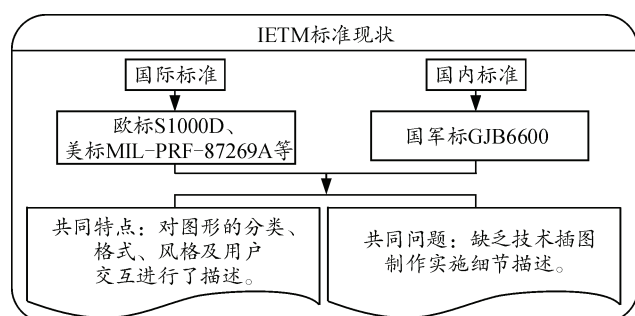 IETM标准现状
国际标准
国内标准
欧标S1000D、
美标MIL-PRF-87269A等
国军标GJB6600
共同特点：对图形的分类、
格式、风格及用户
交互进行了描述。
共同问题：缺乏技术插图
制作实施细节描述。